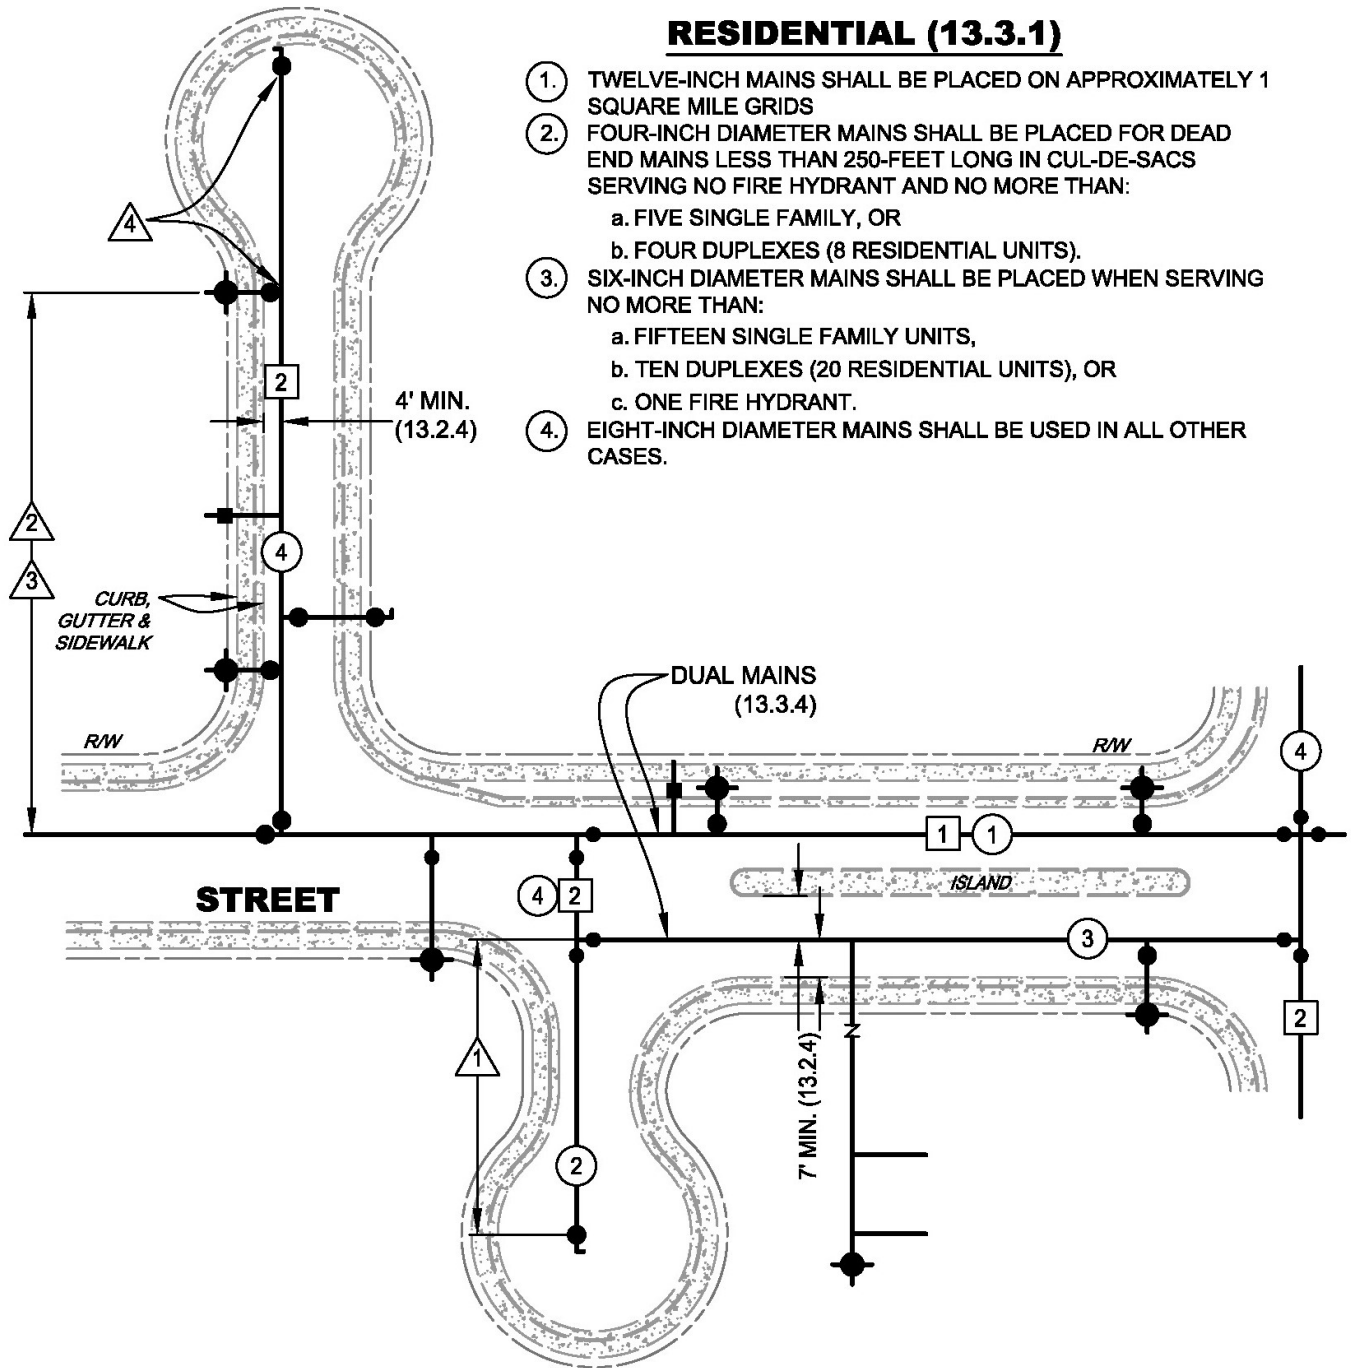 RESIDENTIAL (13.3.1)
1. TWELVE-INCH MAINS SHALL BE PLACED ON APPROXIMATELY 1
SQUARE MILE GRIDS
2. FOUR-INCH DIAMETER MAINS SHALL BE PLACED FOR DEAD
END MAINS LESS THAN 250-FEET LONG IN CUL-DE-SACS
SERVING NO FIRE HYDRANT AND NO MORE THAN:
a. FIVE SINGLE FAMILY, OR
b. FOUR DUPLEXES (8 RESIDENTIAL UNITS).
3. SIX-INCH DIAMETER MAINS SHALL BE PLACED WHEN SERVING
NO MORE THAN:
a. FIFTEEN SINGLE FAMILY UNITS,
b. TEN DUPLEXES (20 RESIDENTIAL UNITS), OR
c. ONE FIRE HYDRANT.
4. EIGHT-INCH DIAMETER MAINS SHALL BE USED IN ALL OTHER
CASES.
4
2
4' MIN.
(13.2.4)
2
3
4
CURB,
GUTTER &
SIDEWALK
DUAL MAINS
(13.3.4)
R/W
R/W
4
1 1
STREET
4 2
ISLAND
3
2
1
7' MIN. (13.2.4)
2